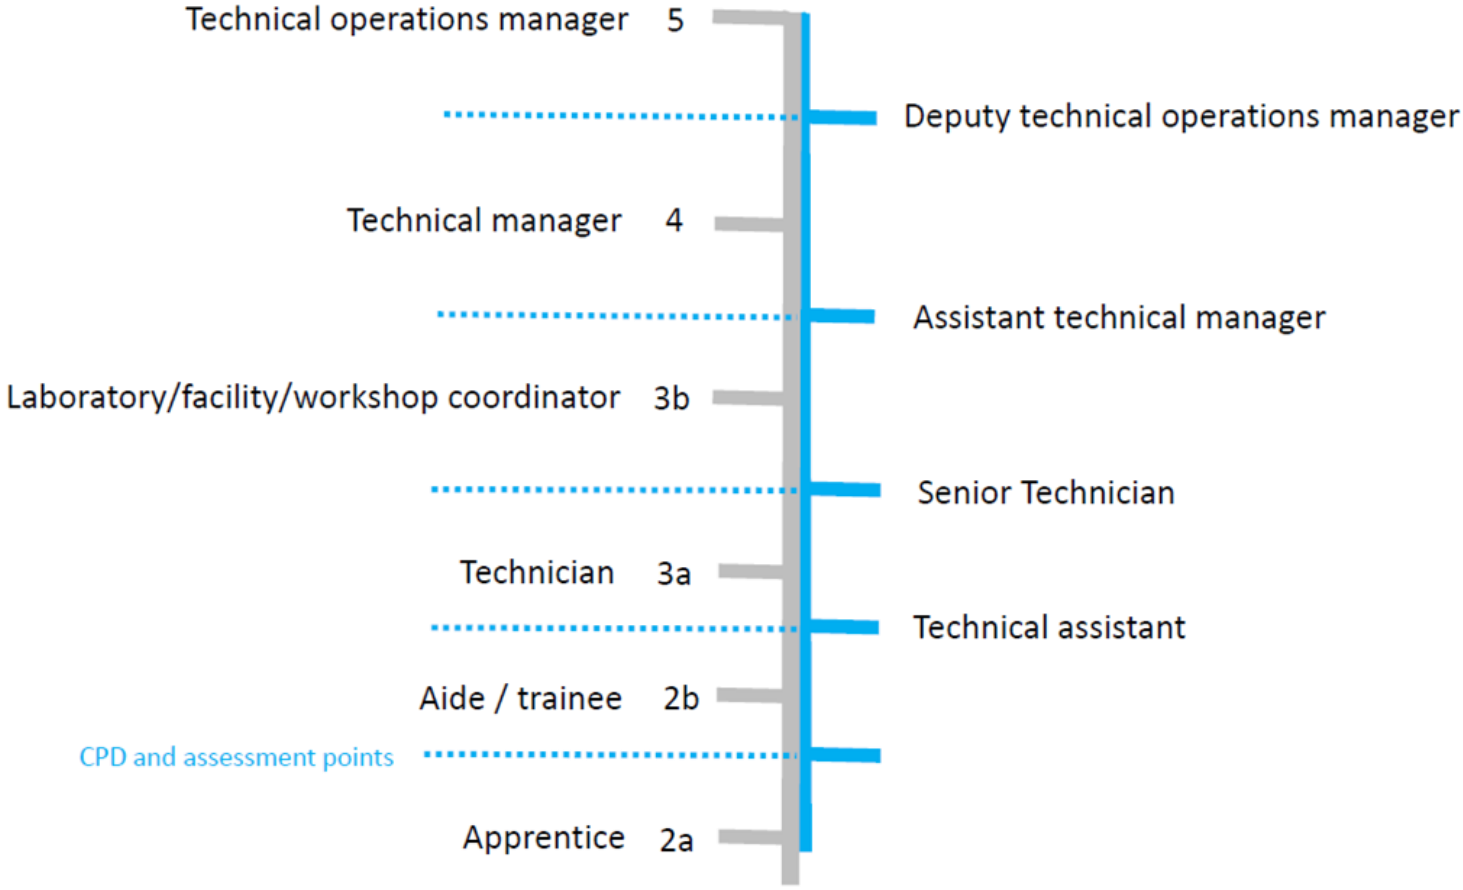 Technical operations manager 5
Deputy technical operations manager
Technical manager 4
Assistant technical manager
Laboratory/facility/workshop coordinator 3b
Senior Technician
Technician 3a
Technical assistant
Aide / trainee 2b
CPD and assessment points
Apprentice 2a